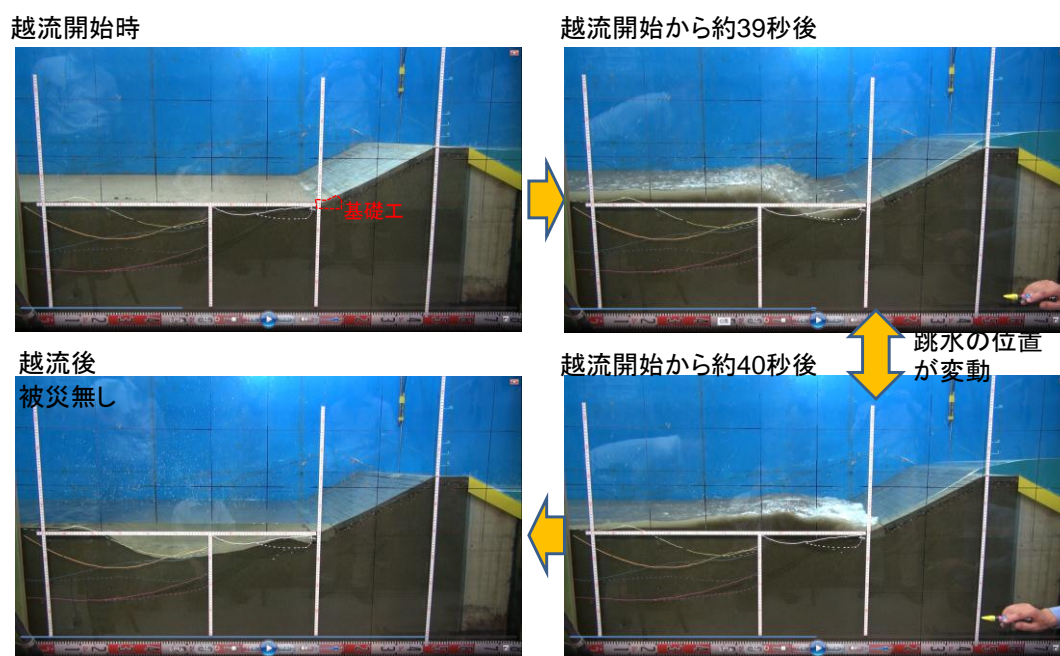 越流開始時
基礎工
越流開始から約39秒後
跳水の位置
が変動
越流開始から約40秒後
越流後
被災無し